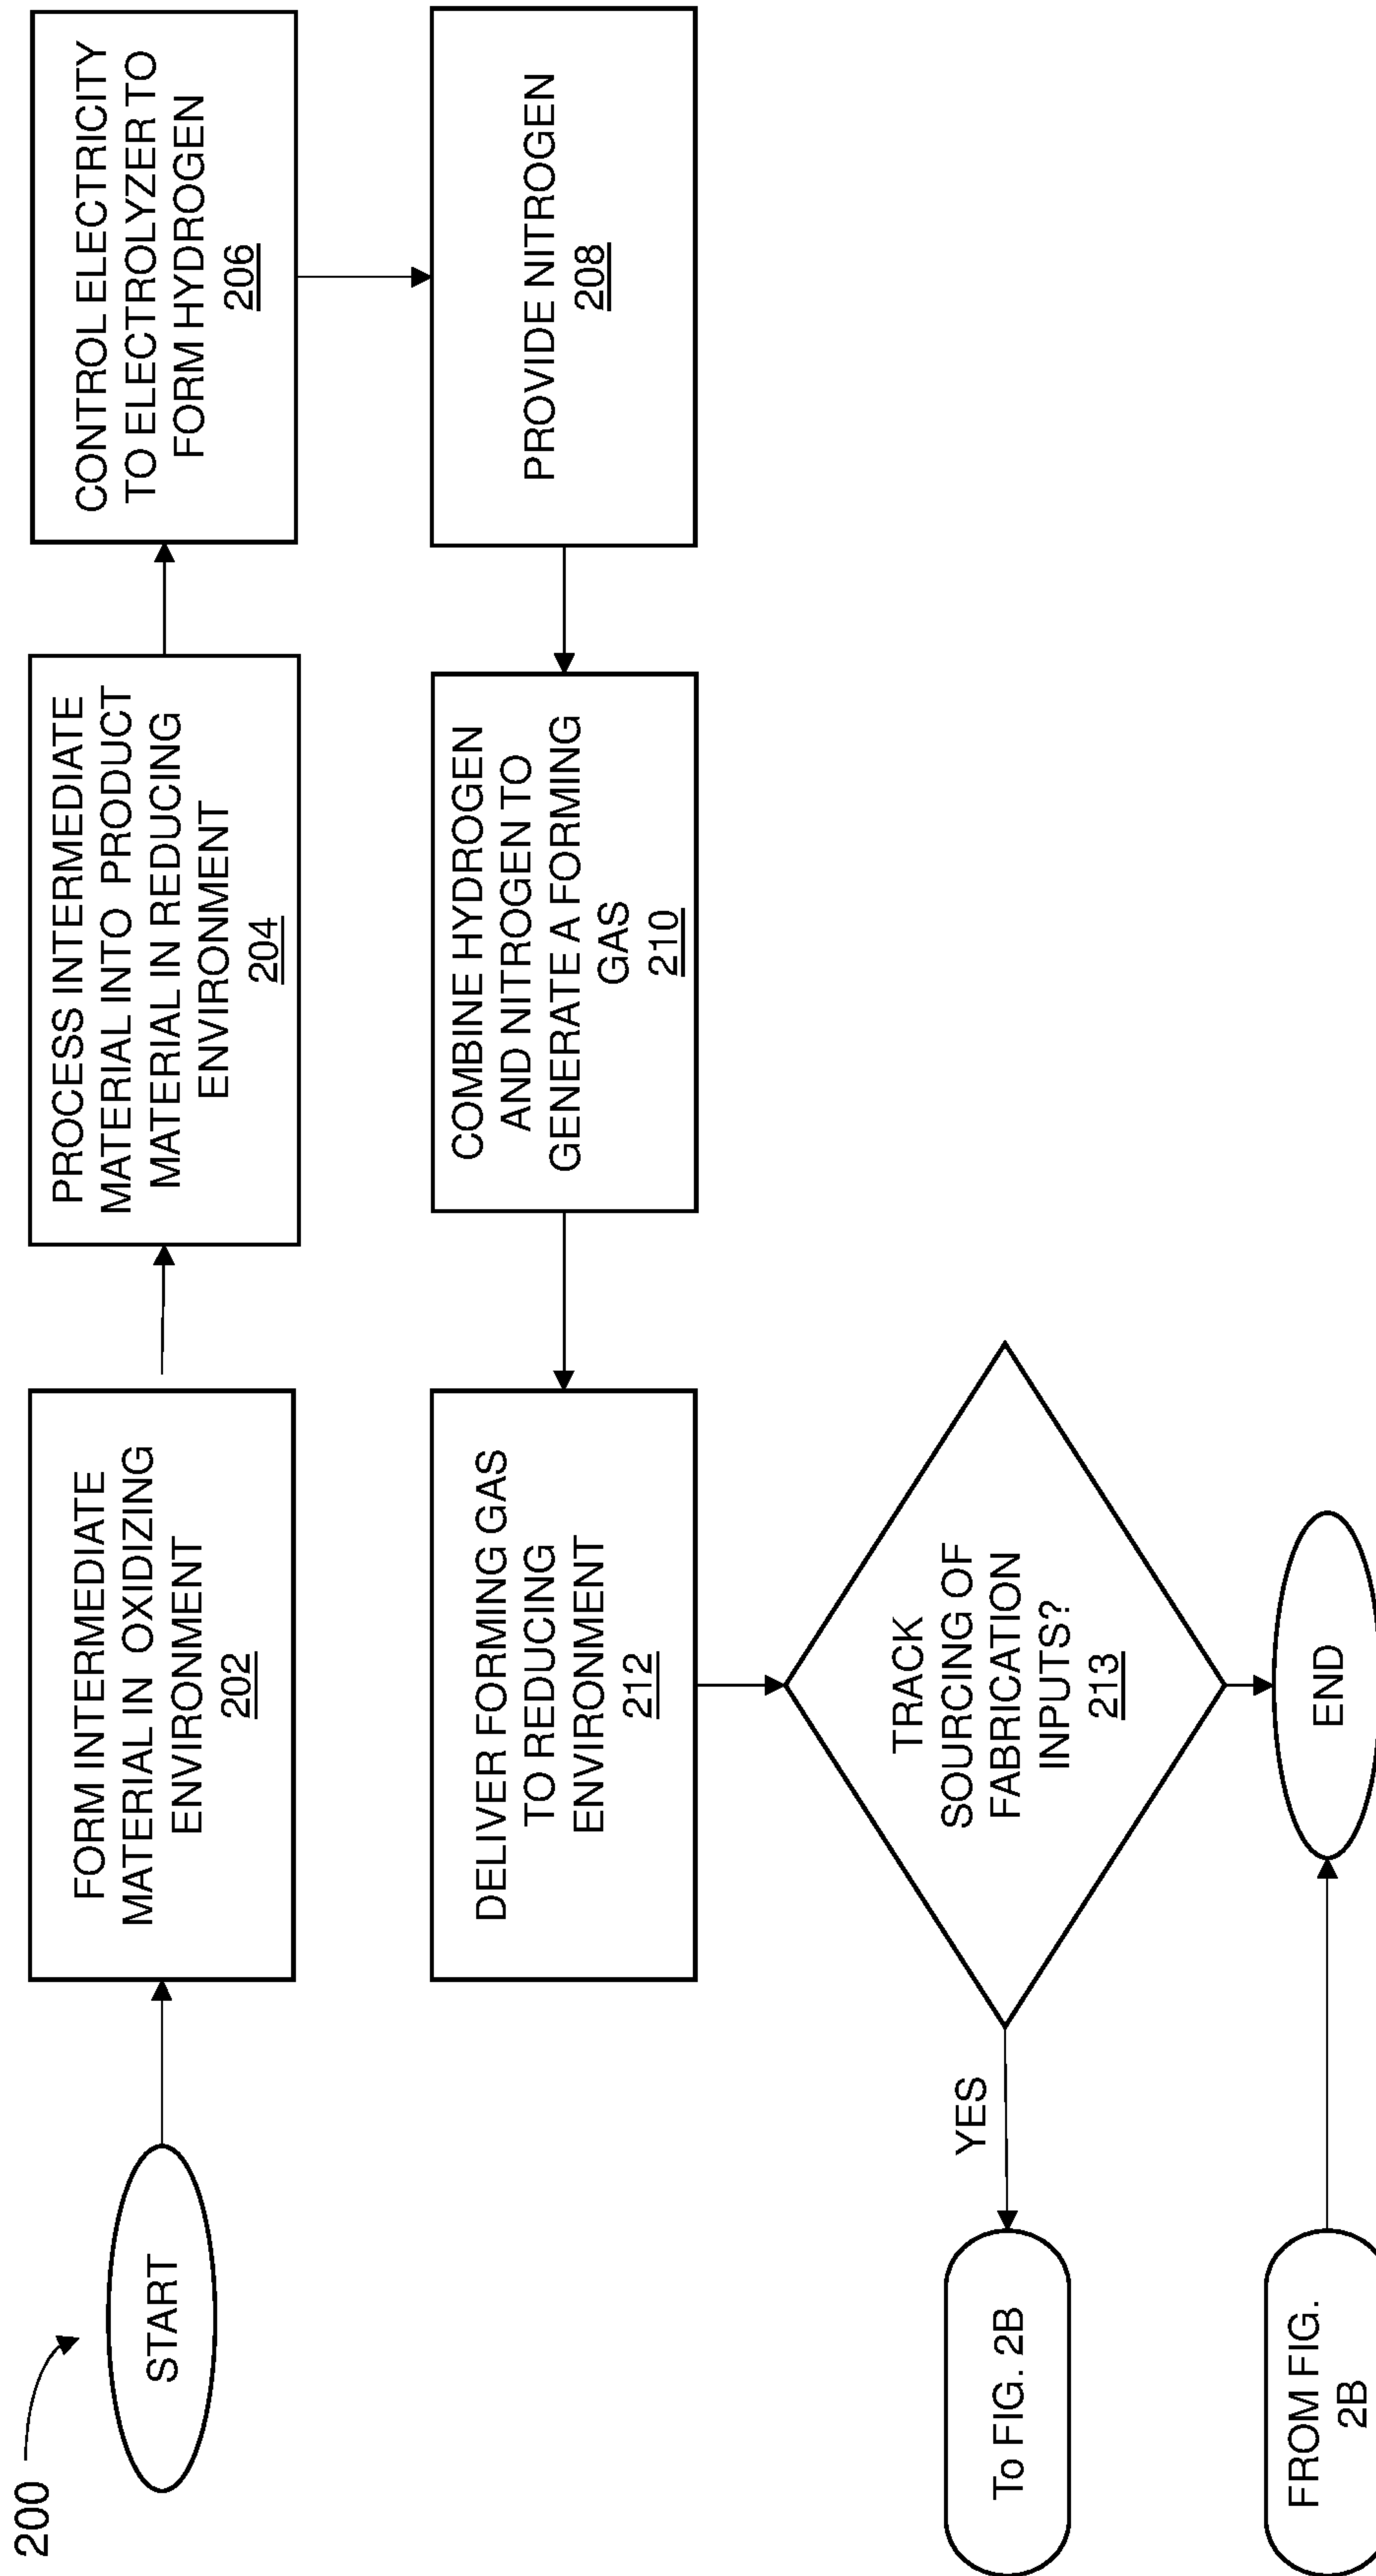 200
START
FORM INTERMEDIATE
MATERIAL IN OXIDIZING
ENVIRONMENT
202
PROCESS INTERMEDIATE
MATERIAL INTO PRODUCT
MATERIAL IN REDUCING
ENVIRONMENT
204
CONTROL ELECTRICITY
TO ELECTROLYZER TO
FORM HYDROGEN
206
PROVIDE NITROGEN
208
COMBINE HYDROGEN
AND NITROGEN TO
GENERATE A FORMING
GAS
210
DELIVER FORMING GAS
TO REDUCING
ENVIRONMENT
212
TRACK
SOURCING OF
FABRICATION
INPUTS?
213
YES
To FIG. 2B
FROM FIG.
2B
END